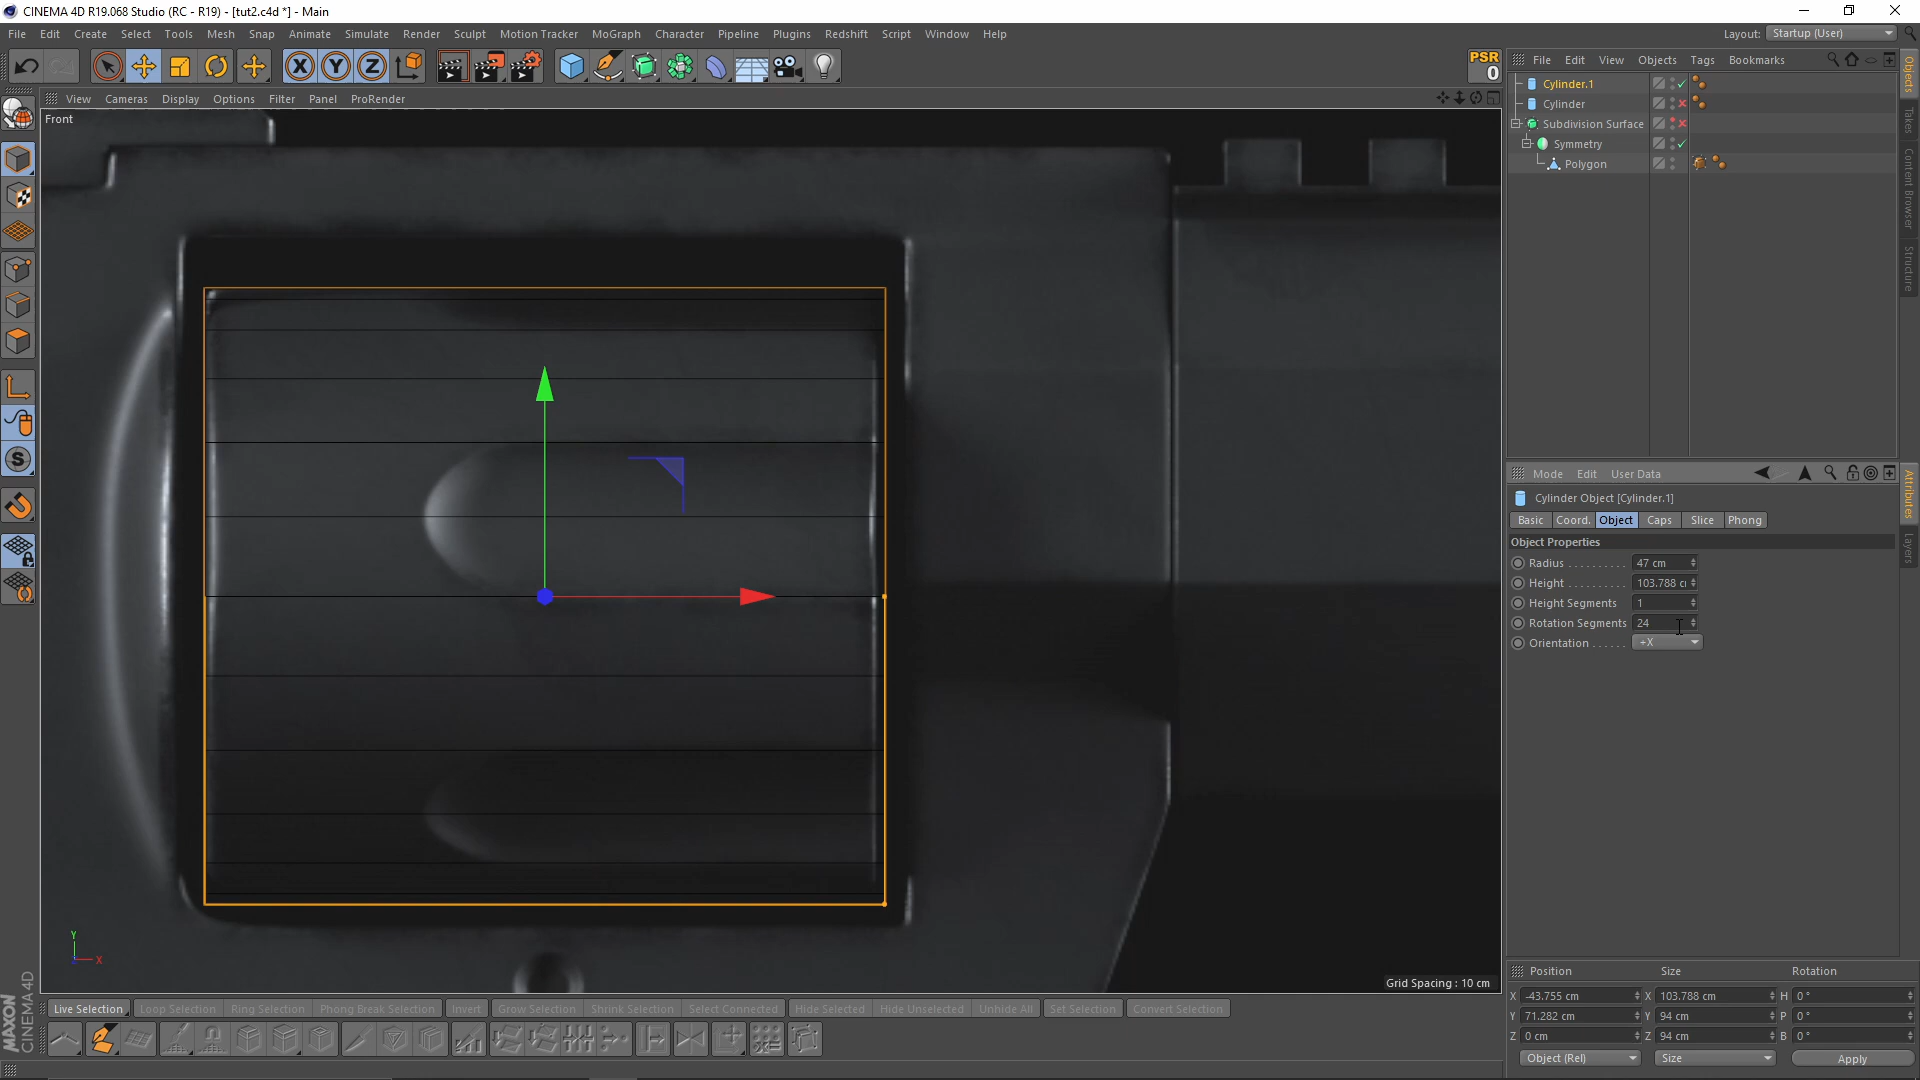 CINEMA 4D R19.068 Studio (RC - R19) - [tut2.c4d *] - Main
File Edit Create Select Tools Mesh Snap Animate Simulate Render Sculpt Motion Tracker MoGraph Character Pipeline Plugins Redshift Script Window Help
Layout: Startup (User)
X Y Z
PSR
0
File Edit View Objects Tags Bookmarks
Cylinder.1
Cylinder
Subdivision Surface
Symmetry
Polygon
Objects
Takes
Content Browser
Structure
View Cameras Display Options Filter Panel ProRender
Front
Y
X
Grid Spacing : 10 cm
Mode Edit User Data
Cylinder Object [Cylinder.1]
Basic Coord. Object Caps Slice Phong
Object Properties
Radius . . . . . . . . . . 47 cm
Height . . . . . . . . . . 103.788 c
Height Segments 1
Rotation Segments 24
Orientation . . . . . . +X
Attributes
Layers
Position Size Rotation
X -43.755 cm X 103.788 cm H 0 °
Y 71.282 cm Y 94 cm P 0 °
Z 0 cm Z 94 cm B 0 °
Object (Rel) Size Apply
Live Selection Loop Selection Ring Selection Phong Break Selection Invert Grow Selection Shrink Selection Select Connected Hide Selected Hide Unselected Unhide All Set Selection Convert Selection
MAXON
CINEMA 4D